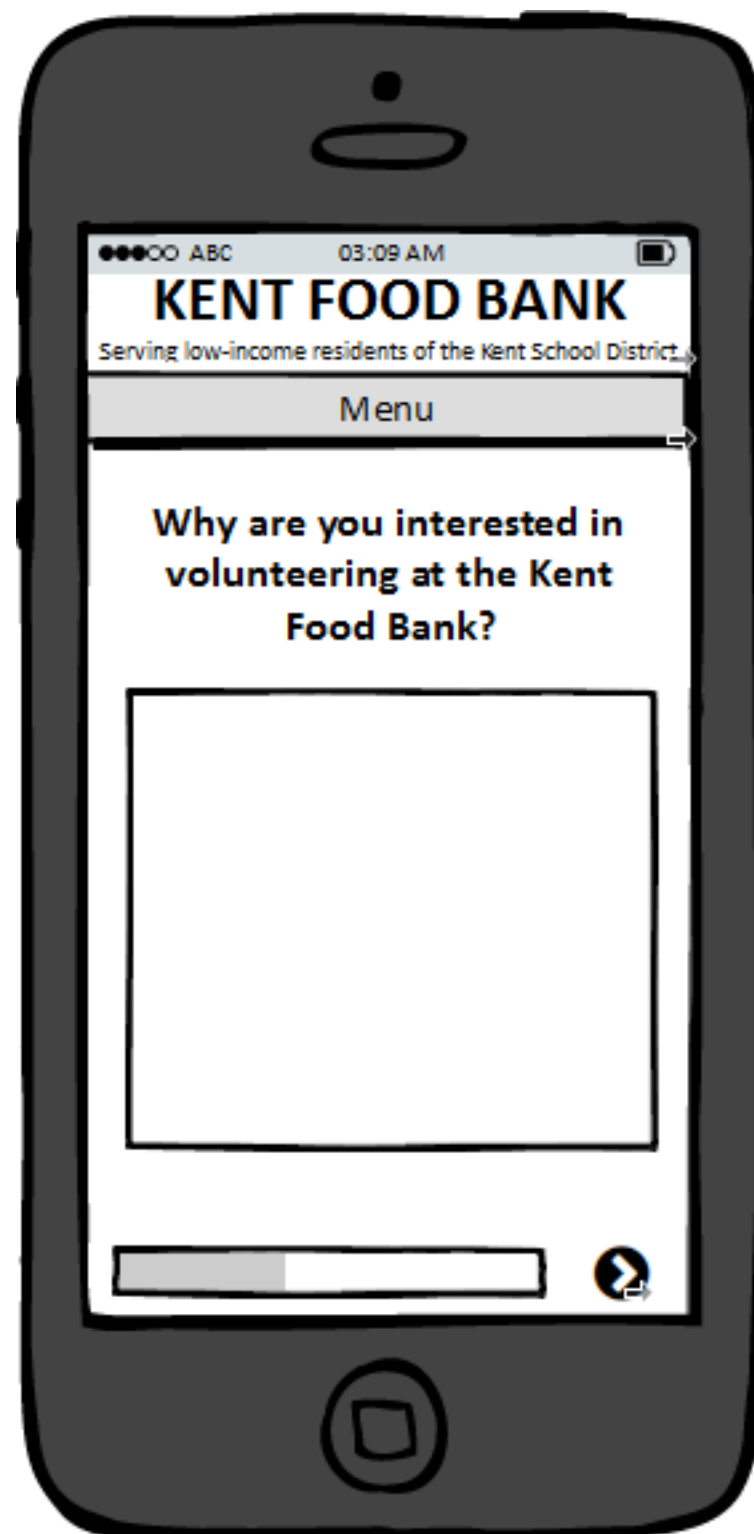 ABC 03:09 AM
KENT FOOD BANK
Serving low-income residents of the Kent School District
Menu
Why are you interested in
volunteering at the Kent
Food Bank?